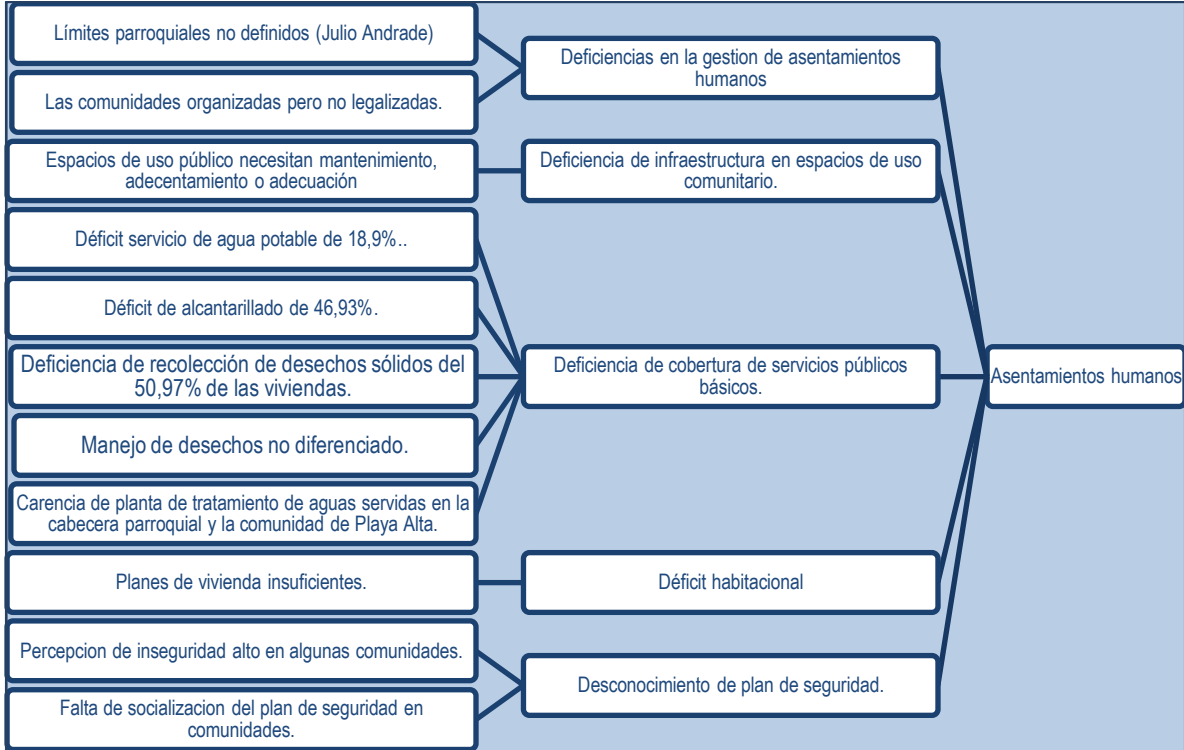 Límites parroquiales no definidos (Julio Andrade)
Las comunidades organizadas pero no legalizadas.
Deficiencias en la gestion de asentamientos
humanos
Espacios de uso público necesitan mantenimiento,
adecentamiento o adecuación
Deficiencia de infraestructura en espacios de uso
comunitario.
Déficit servicio de agua potable de 18,9%..
Déficit de alcantarillado de 46,93%.
Deficiencia de recolección de desechos sólidos del
50,97% de las viviendas.
Manejo de desechos no diferenciado.
Carencia de planta de tratamiento de aguas servidas en la
cabecera parroquial y la comunidad de Playa Alta.
Deficiencia de cobertura de servicios públicos
básicos.
Planes de vivienda insuficientes.
Déficit habitacional
Percepcion de inseguridad alto en algunas comunidades.
Falta de socializacion del plan de seguridad en
comunidades.
Desconocimiento de plan de seguridad.
Asentamientos humanos